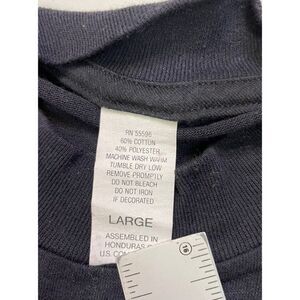 RN 55596
60% COTTON
40% POLYESTER
MACHINE WASH WARM
TUMBLE DRY LOW
REMOVE PROMPTLY
DO NOT BLEACH
DO NOT IRON
IF DECORATED
LARGE
ASSEMBLED IN
HONDURAS
U.S.
16